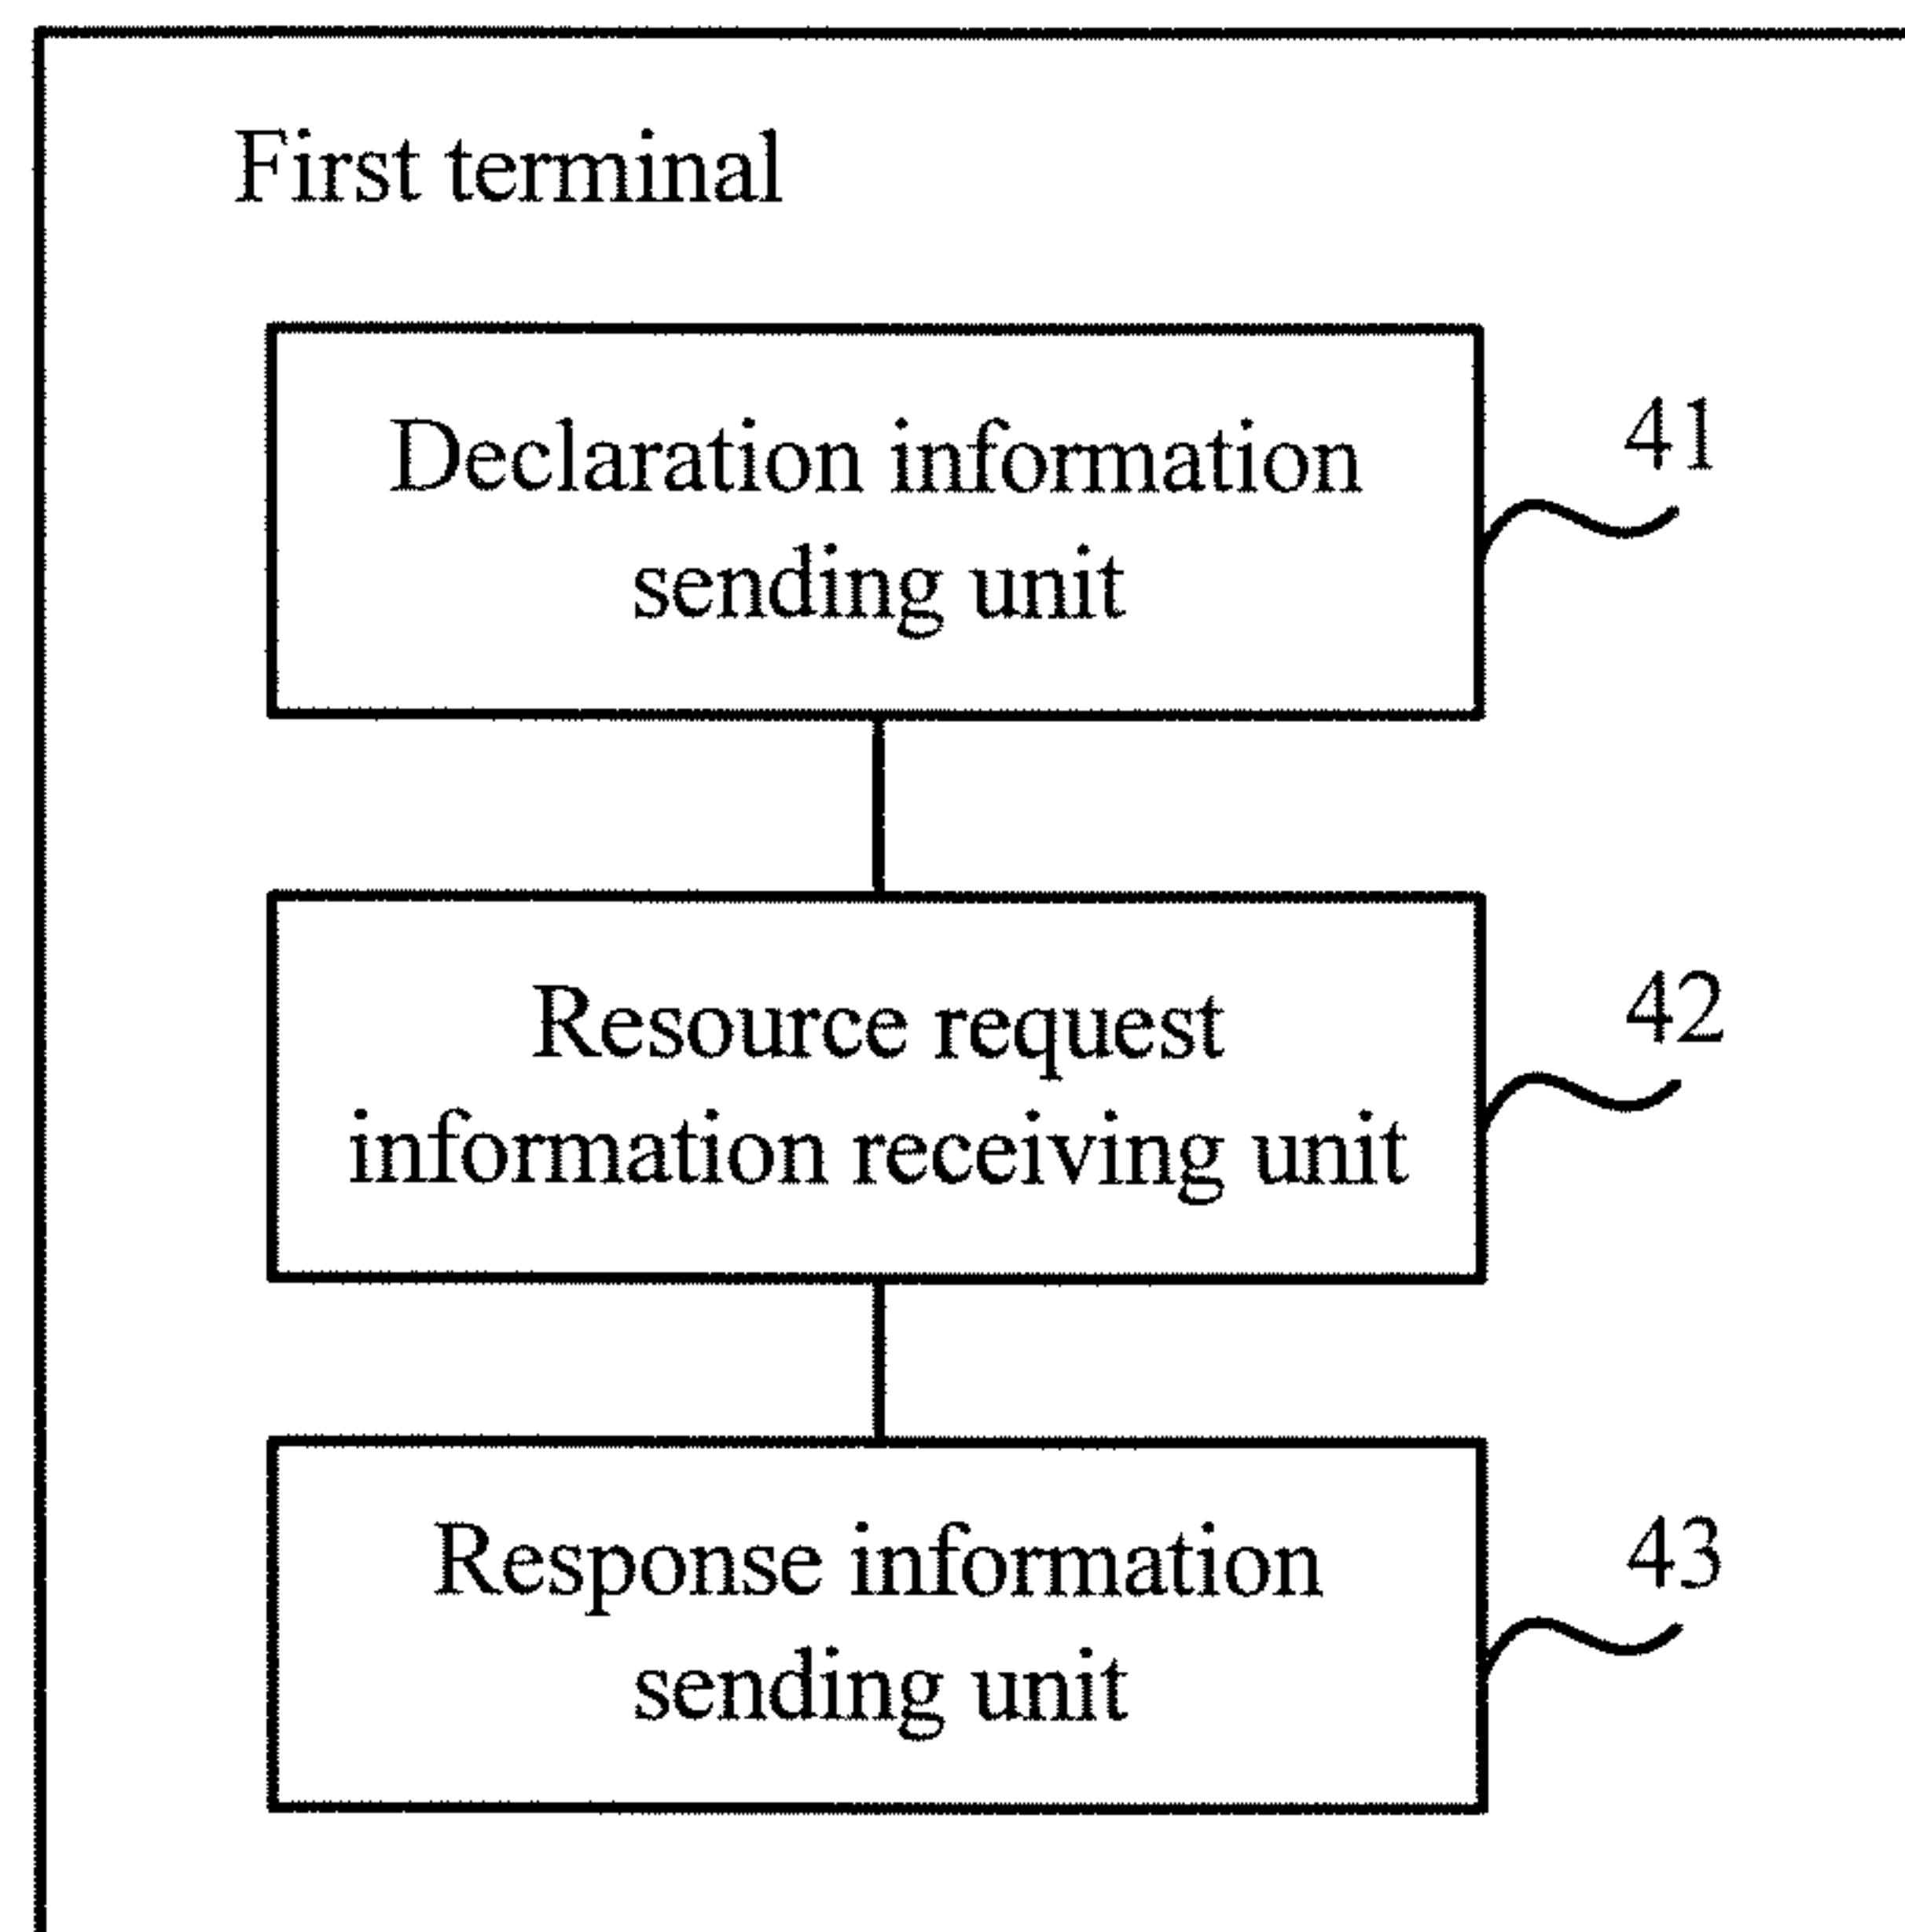 First terminal
Declaration information
sending unit
41
Resource request
information receiving unit
42
Response information
sending unit
43